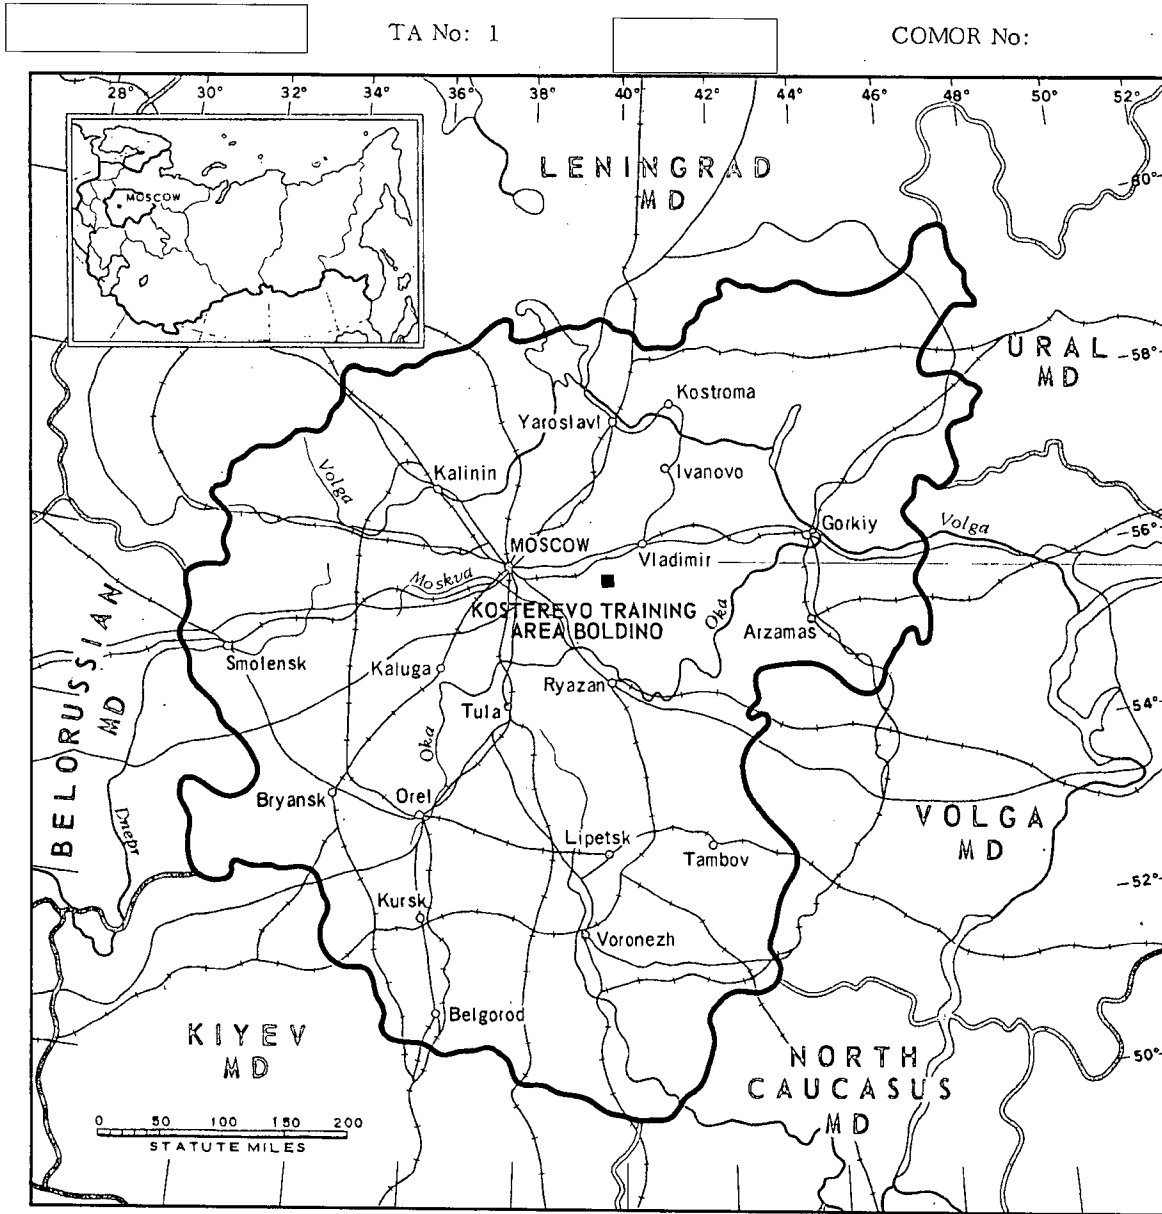 TA No: 1
COMOR No:
28° 30° 32° 34° 36° 38° 40° 42° 44° 46° 48° 50° 52°
MOSCOW
LENINGRAD
MD
60°
URAL
MD
58°
Kostroma
Yaroslavl
Ivanovo
Kalinin
Volga
Gorkiy
Volga
56°
MOSCOW
Vladimir
Moskva
KOSTEREVO TRAINING
AREA BOLDINO
Oka
Arzamas
Smolensk
Kaluga
Ryazan
BELORUSSIAN
MD
Tula
54°
Oka
Bryansk
Orel
Dnepr
VOLGA
MD
Lipetsk
Tambov
52°
Kursk
Voronezh
Belgorod
KIYEV
MD
NORTH
CAUCASUS
MD
50°
0 50 100 150 200
STATUTE MILES